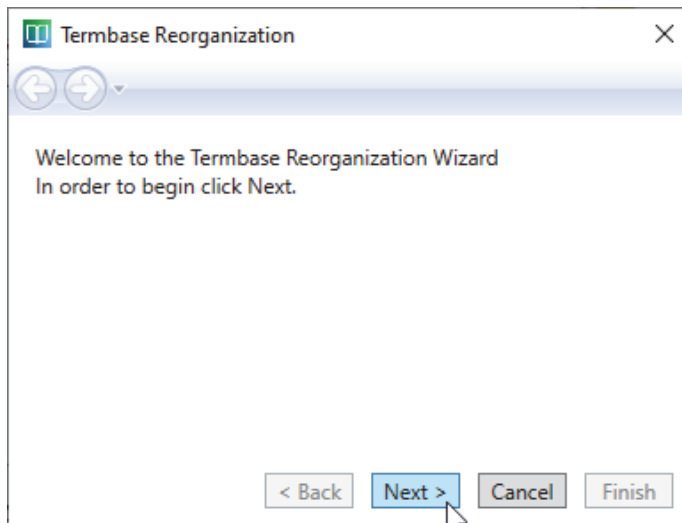 Termbase Reorganization
Welcome to the Termbase Reorganization Wizard
In order to begin click Next.
< Back Next > Cancel Finish